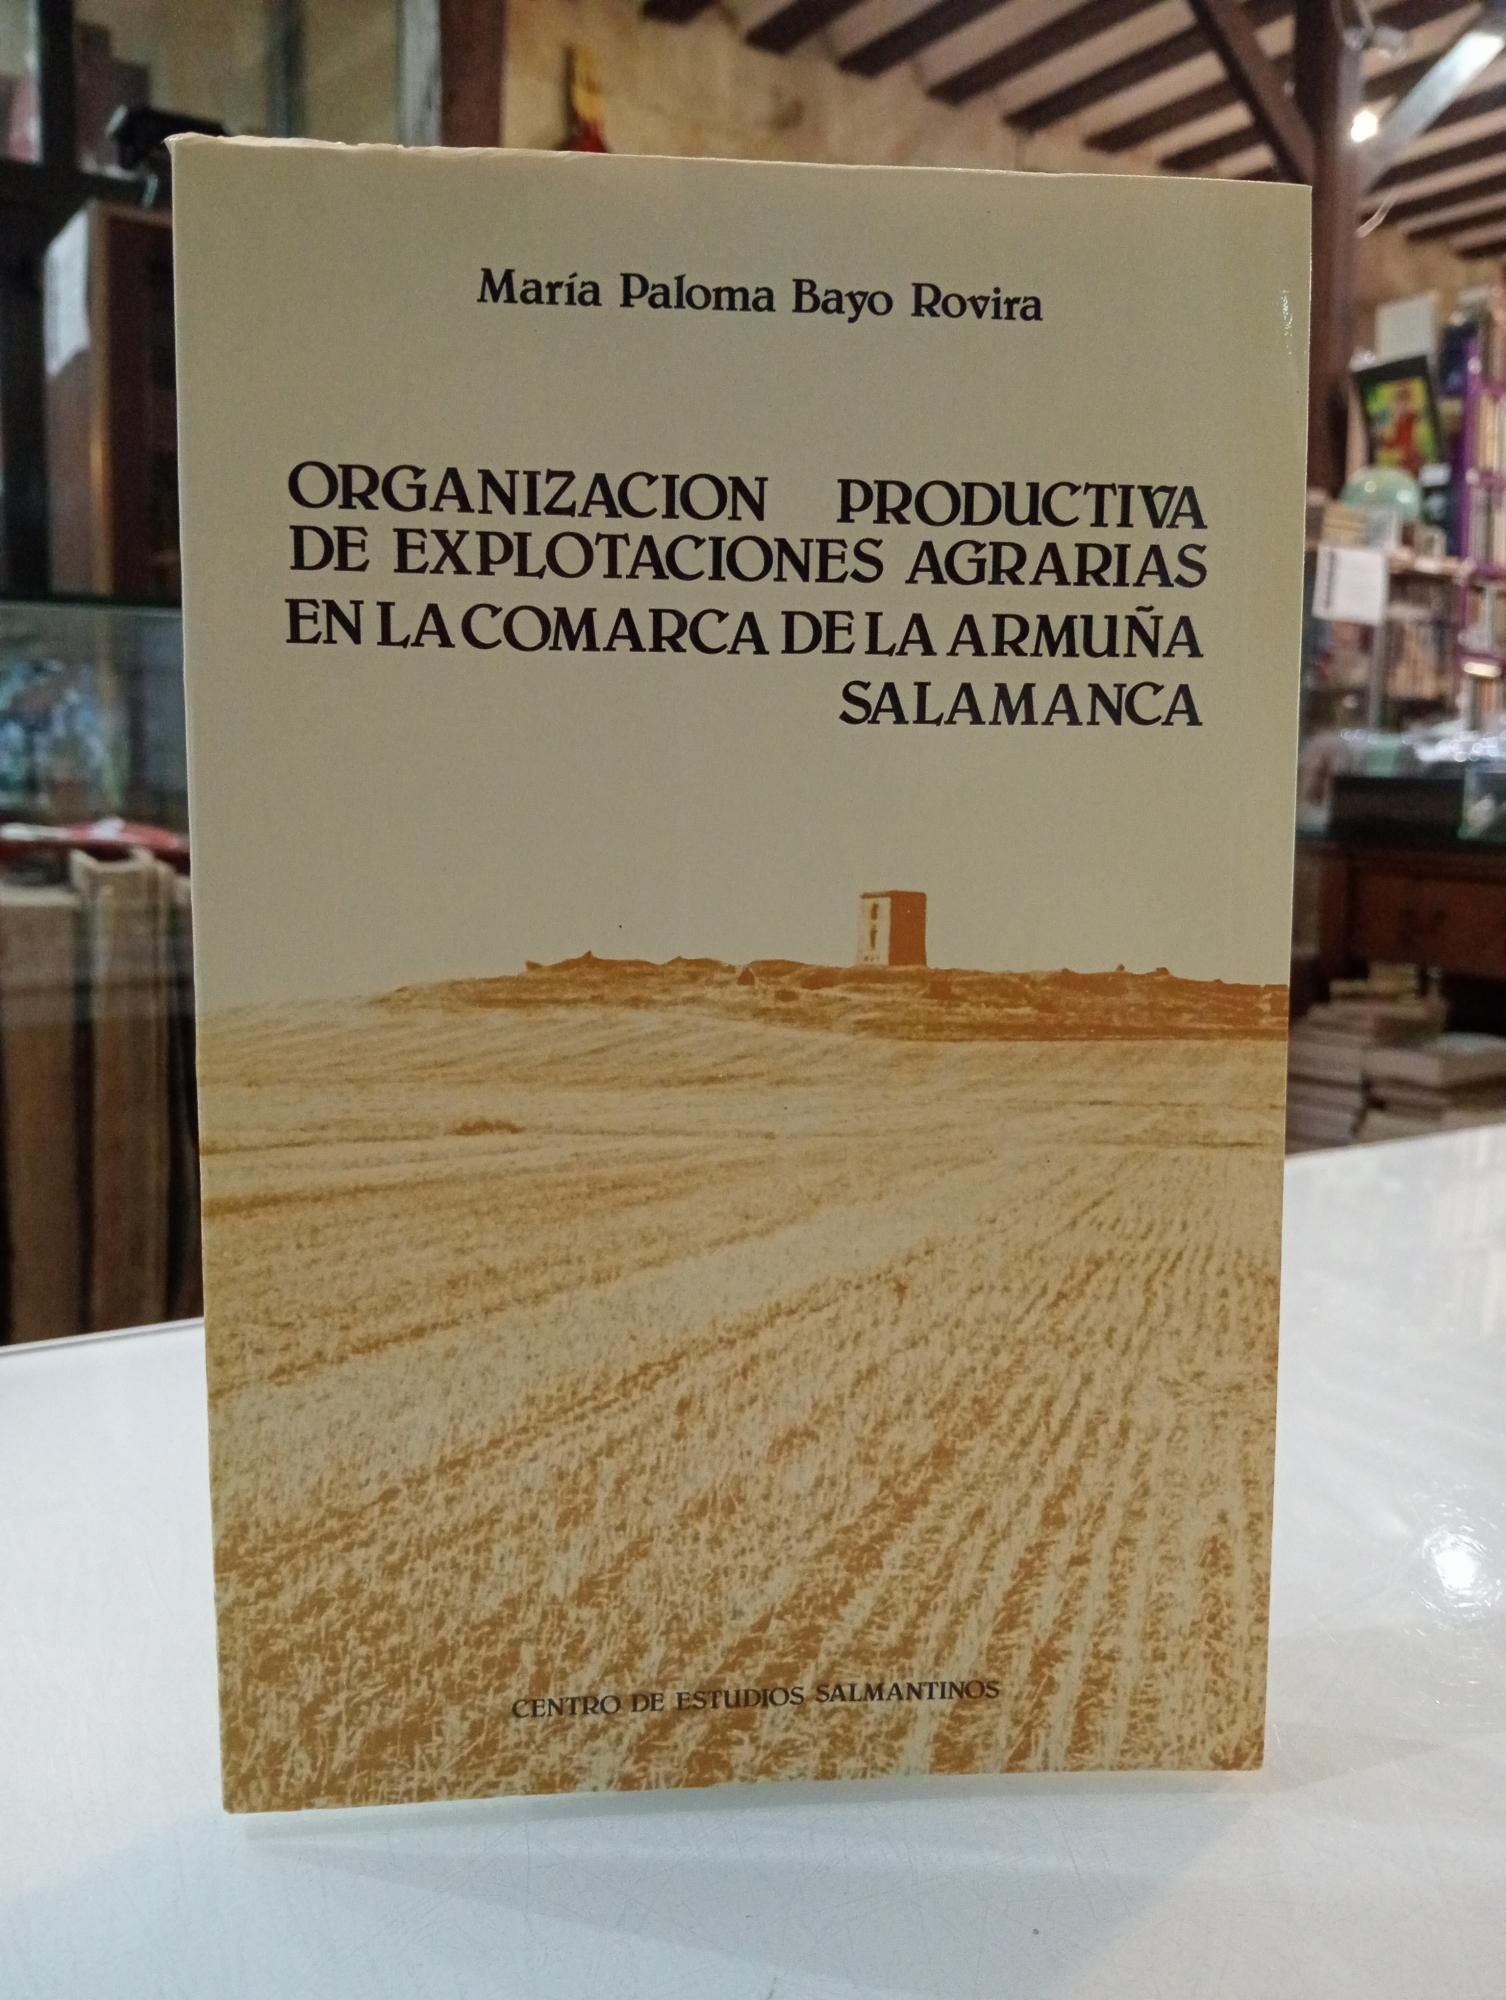 María Paloma Bayo Rovira
ORGANIZACION PRODUCTIVA
DE EXPLOTACIONES AGRARIAS
EN LA COMARCA DE LA ARMUÑA
SALAMANCA
CENTRO DE ESTUDIOS SALMANTINOS